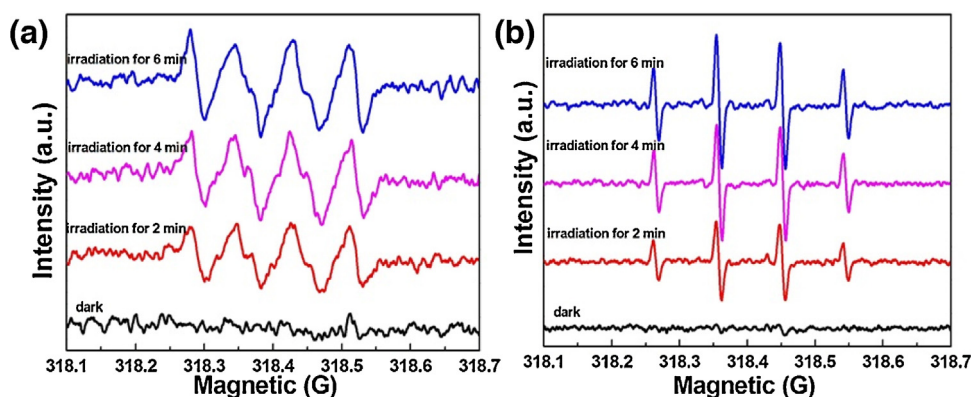 (a)
irradiation for 6 min
irradiation for 4 min
irradiation for 2 min
dark
Intensity (a.u.)
318.1 318.2 318.3 318.4 318.5 318.6 318.7
Magnetic (G)
(b)
irradiation for 6 min
irradiation for 4 min
irradiation for 2 min
dark
Intensity (a.u.)
318.1 318.2 318.3 318.4 318.5 318.6 318.7
Magnetic (G)